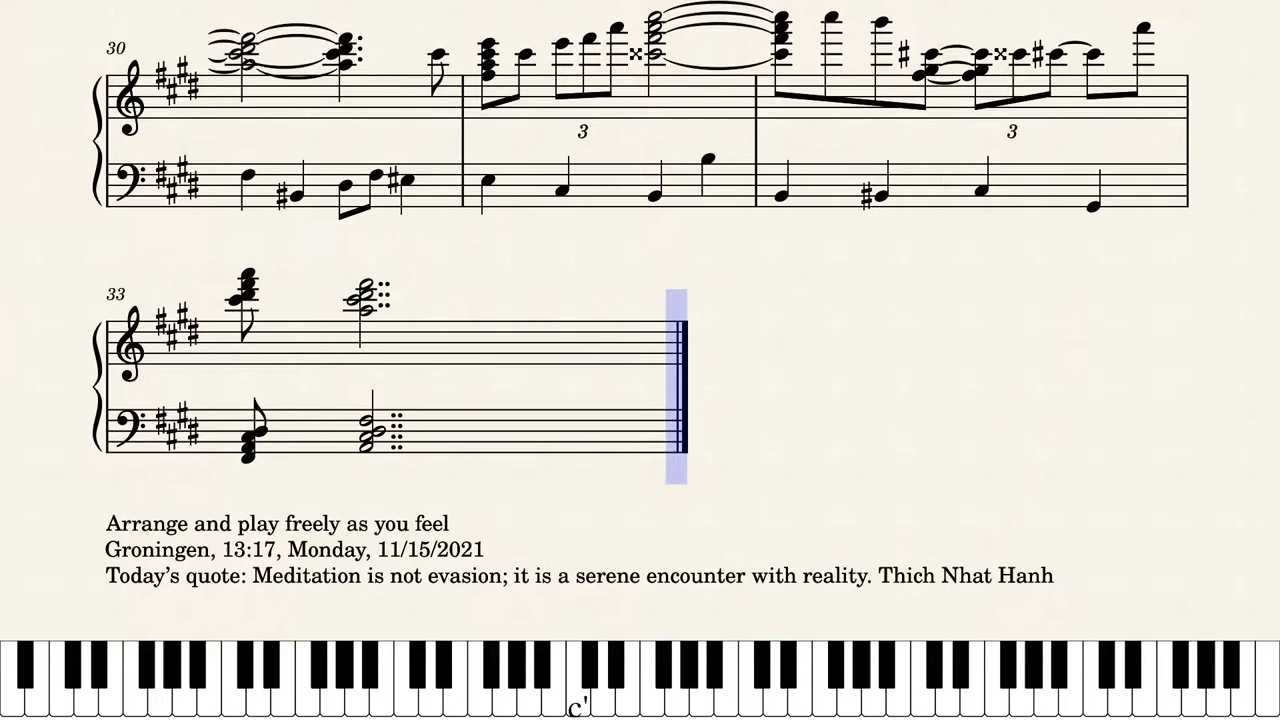 30
3
3
33
Arrange and play freely as you feel
Groningen, 13:17, Monday, 11/15/2021
Today's quote: Meditation is not evasion; it is a serene encounter with reality. Thich Nhat Hanh
c'